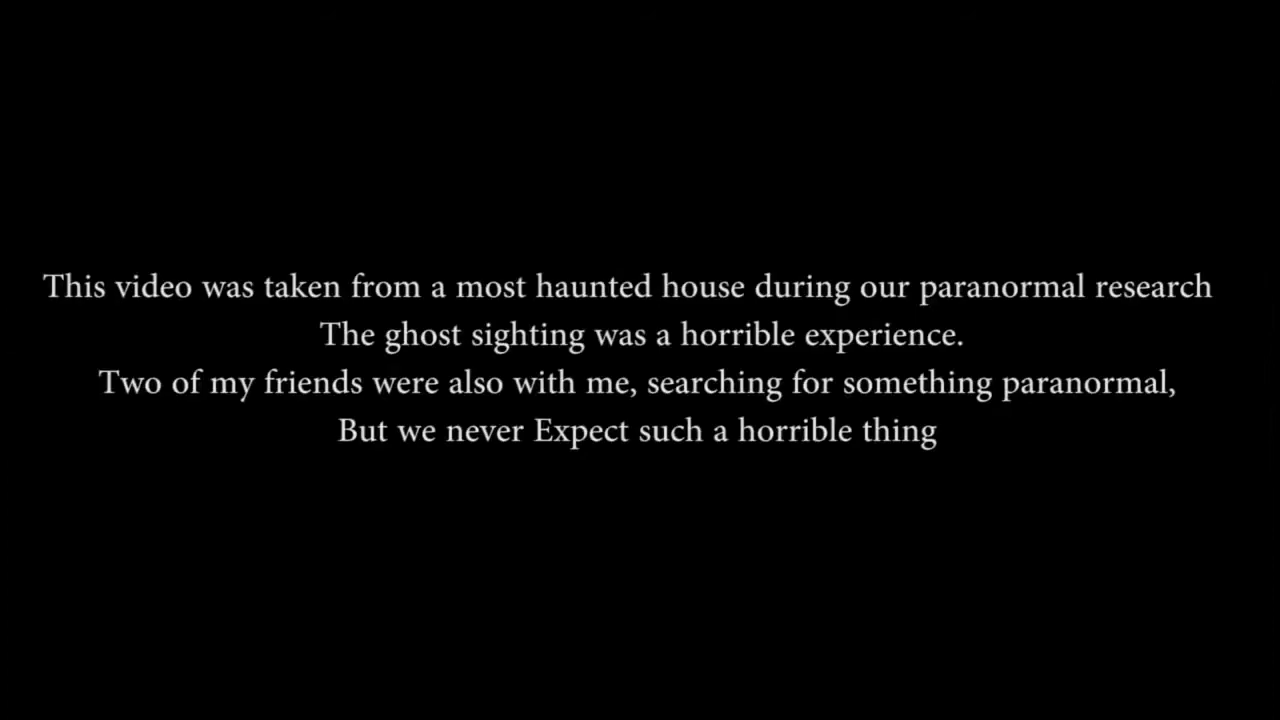 This video was taken from a most haunted house during our paranormal research
The ghost sighting was a horrible experience.
Two of my friends were also with me, searching for something paranormal,
But we never Expect such a horrible thing